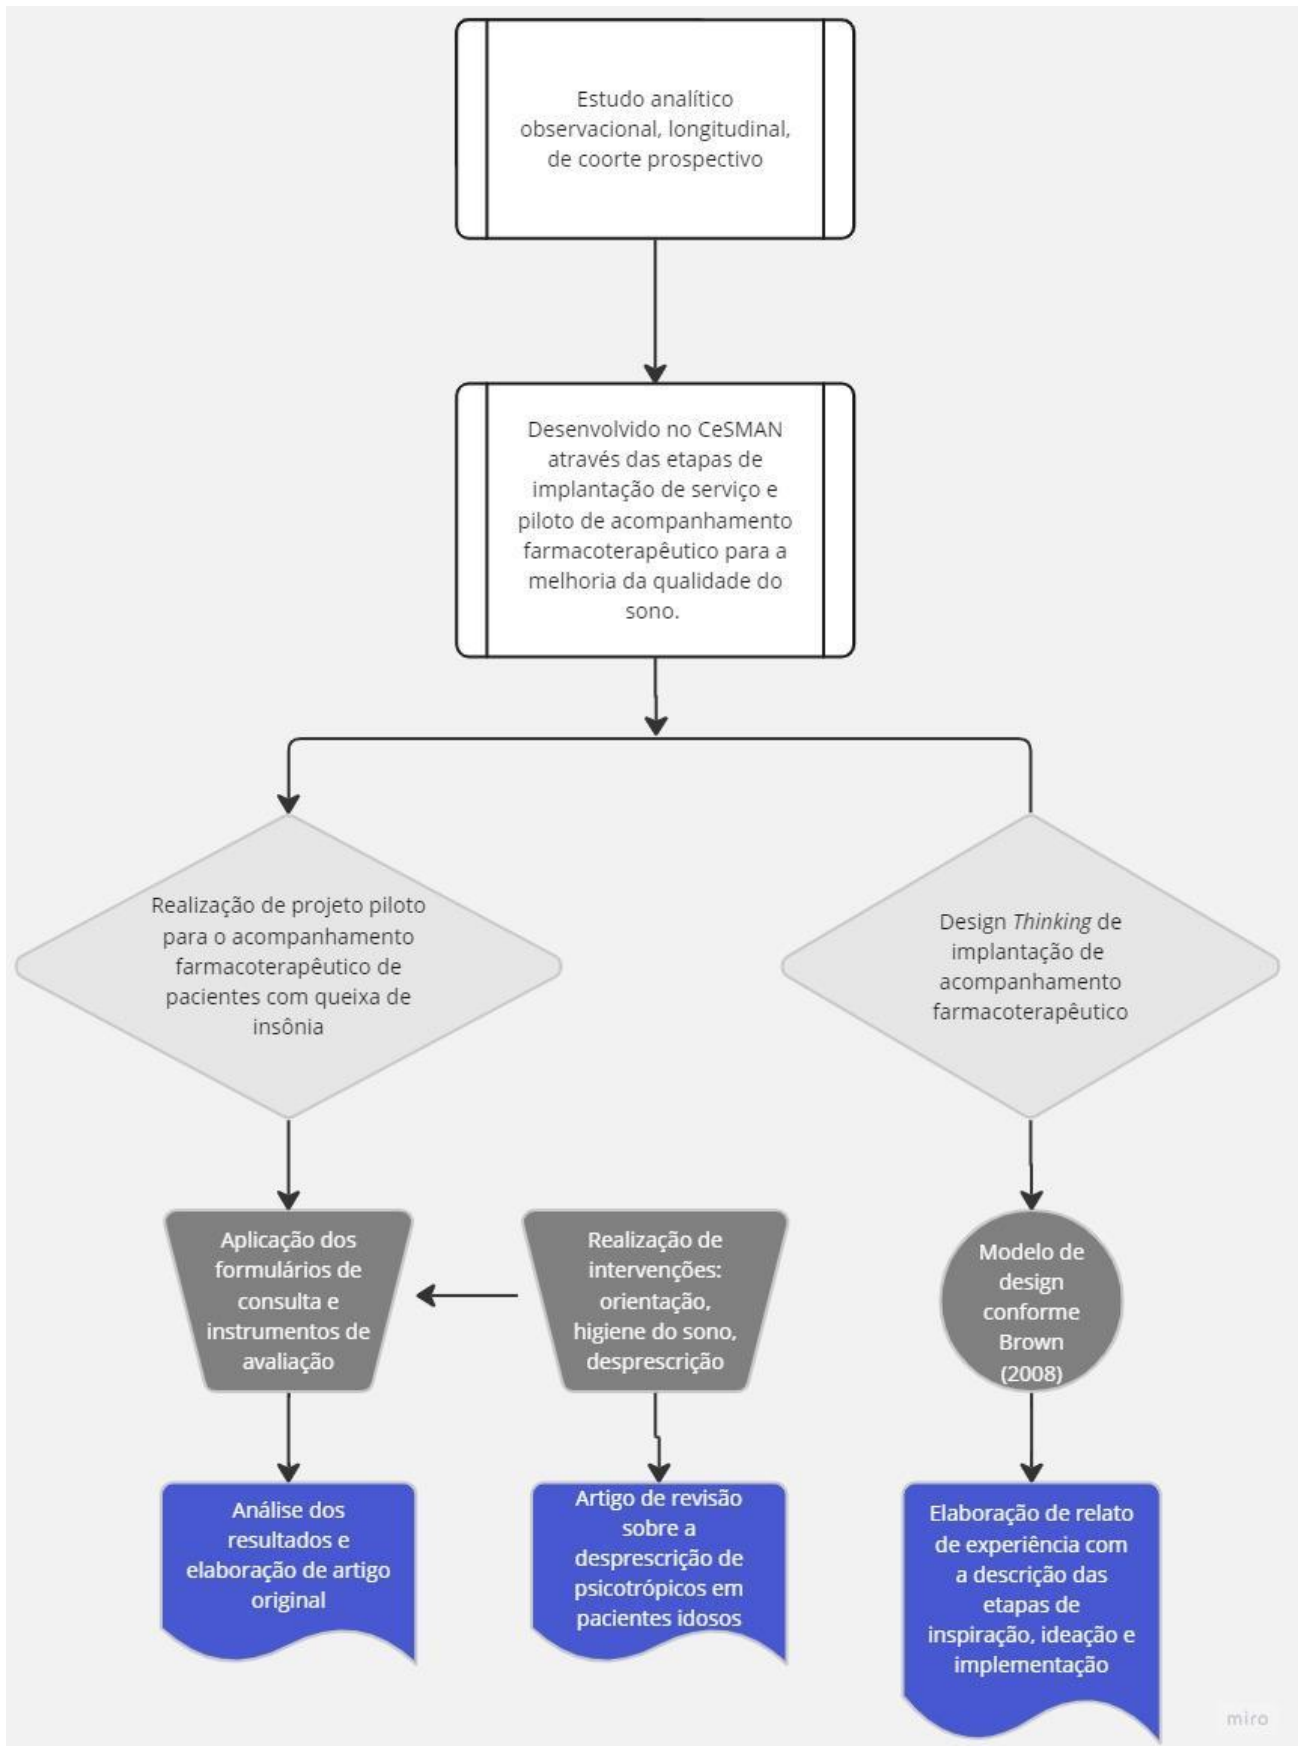 Estudo analítico
observacional, longitudinal,
de coorte prospectivo
Desenvolvido no CeSMAN
através das etapas de
implantação de serviço e
piloto de acompanhamento
farmacoterapêutico para a
melhoria da qualidade do
sono.
Realização de projeto piloto
para o acompanhamento
farmacoterapêutico de
pacientes com queixa de
insônia
Design Thinking de
implantação de
acompanhamento
farmacoterapêutico
Aplicação dos
formulários de
consulta e
instrumentos de
avaliação
Realização de
intervenções:
orientação,
higiene do sono,
desprescrição
Modelo de
design
conforme
Brown
(2008)
Análise dos
resultados e
elaboração de artigo
original
Artigo de revisão
sobre a
desprescrição de
psicotrópicos em
pacientes idosos
Elaboração de relato
de experiência com
a descrição das
etapas de
inspiração, ideação e
implementação
miro